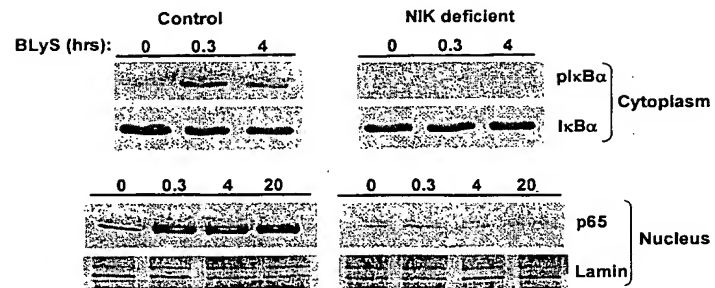 Control NIK deficient
BLyS (hrs): 0 0.3 4 0 0.3 4
pIκBα
Cytoplasm
IκBα
0 0.3 4 20 0 0.3 4 20
p65
Nucleus
Lamin